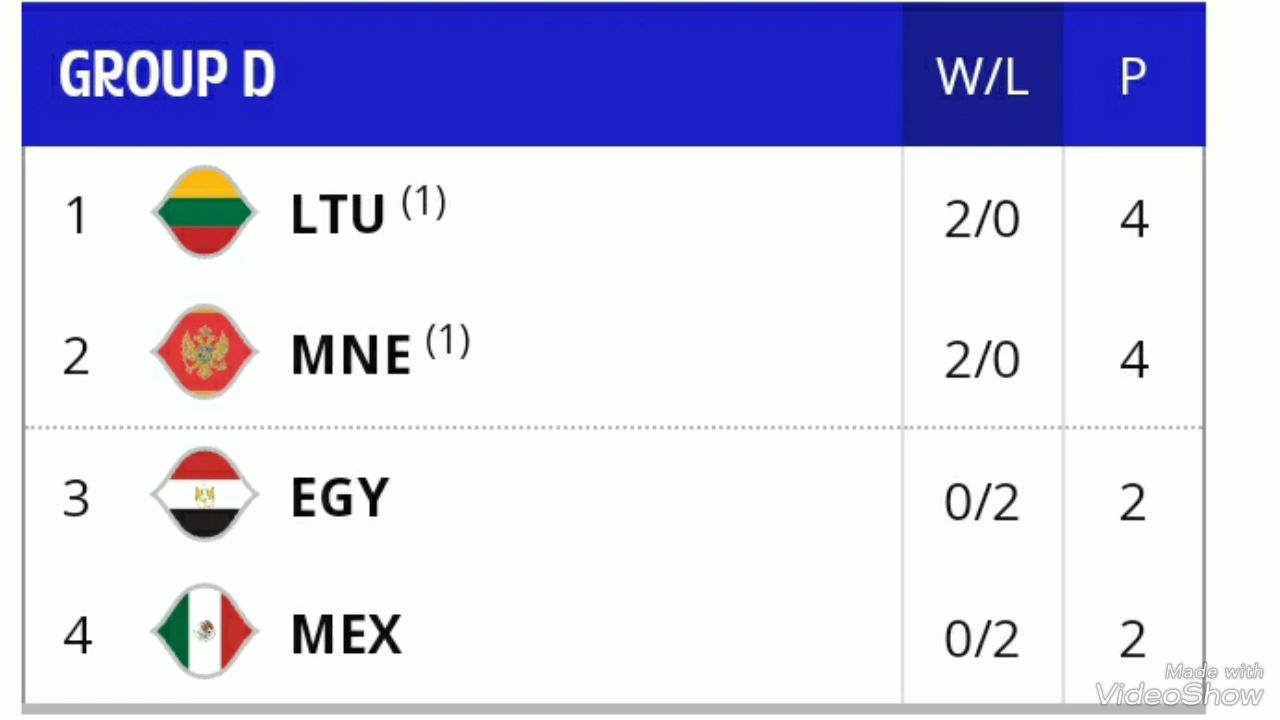 GROUP D W/L P
1 LTU (1) 2/0 4
2 MNE (1) 2/0 4
3 EGY 0/2 2
4 MEX 0/2 2
Made with
VideoShow